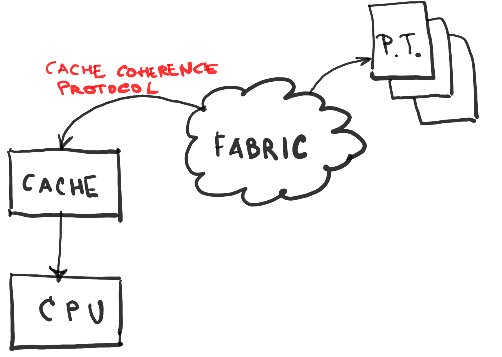 P.T.
CACHE COHERENCE
PROTOCOL
FABRIC
CACHE
CPU